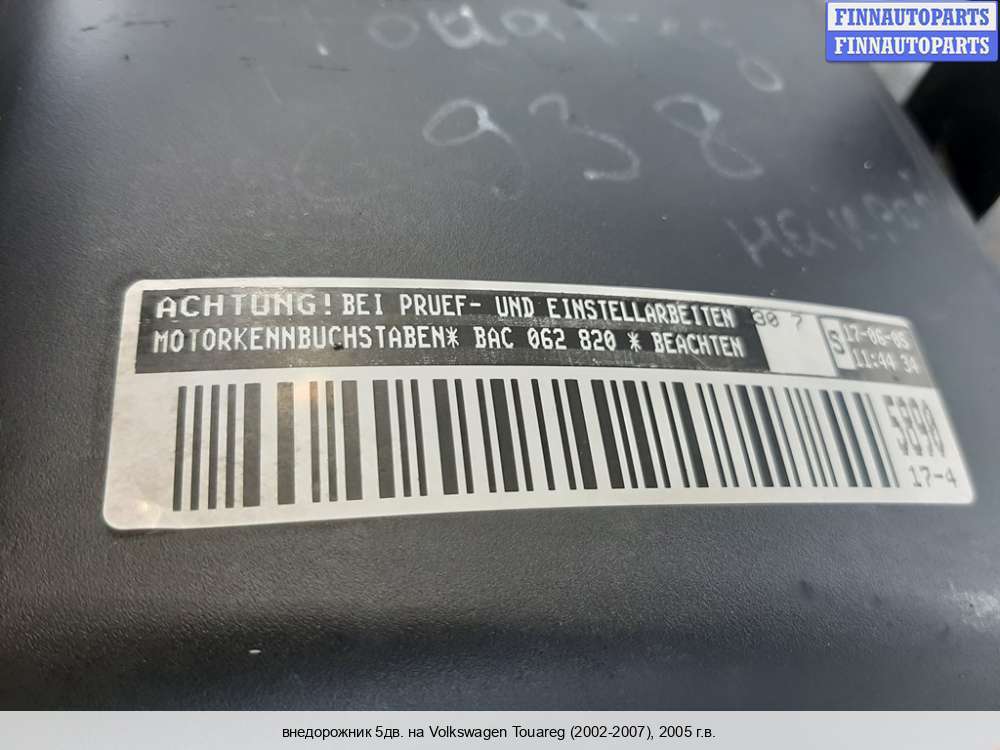 FINNAUTOPARTS
FINNAUTOPARTS
938
ACHTUNG! BEI PRUEF- UND EINSTELLARBEITEN 30 7
MOTORKENNBUCHSTABEN* BAC 062 820 * BEACHTEN
S
17-06-05
11:44 34
5890
17-4
внедорожник 5дв. на Volkswagen Touareg (2002-2007), 2005 г.в.